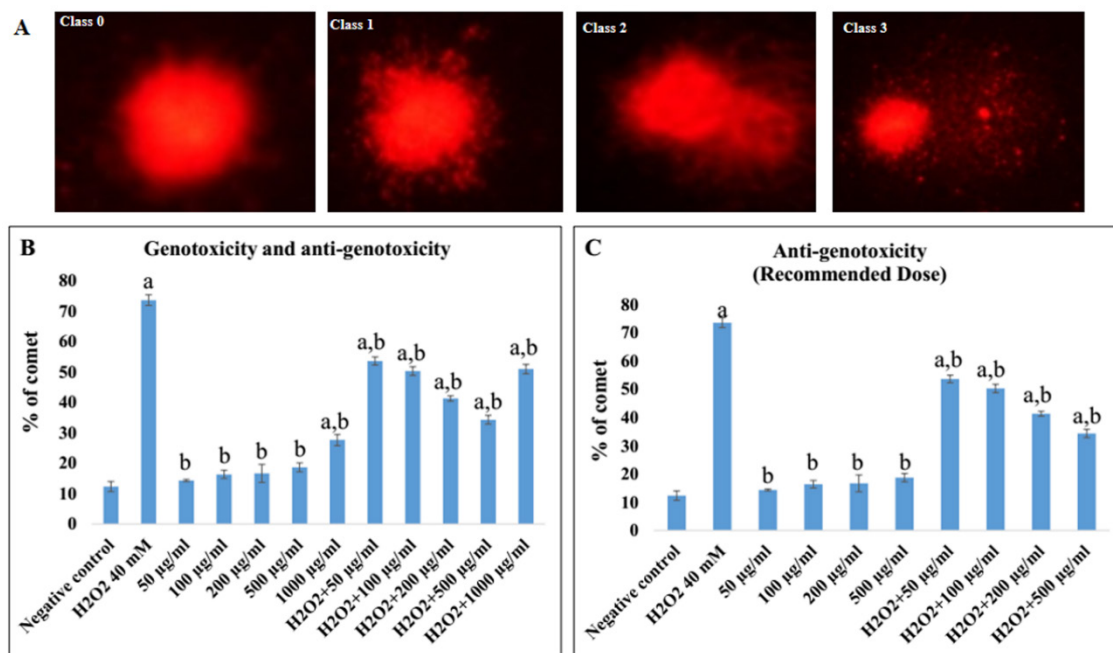 A
Class 0
Class 1
Class 2
Class 3
B
Genotoxicity and anti-genotoxicity
% of comet
80
70
60
50
40
30
20
10
0
a
b
b
b
b
a,b
a,b
a,b
a,b
a,b
a,b
Negative control
H2O2 40 mM
50 µg/ml
100 µg/ml
200 µg/ml
500 µg/ml
1000 µg/ml
H2O2+50 µg/ml
H2O2+100 µg/ml
H2O2+200 µg/ml
H2O2+500 µg/ml
H2O2+1000 µg/ml
C
Anti-genotoxicity
(Recommended Dose)
% of comet
80
70
60
50
40
30
20
10
0
a
b
b
b
b
a,b
a,b
a,b
a,b
Negative control
H2O2 40 mM
50 µg/ml
100 µg/ml
200 µg/ml
500 µg/ml
H2O2+50 µg/ml
H2O2+100 µg/ml
H2O2+200 µg/ml
H2O2+500 µg/ml